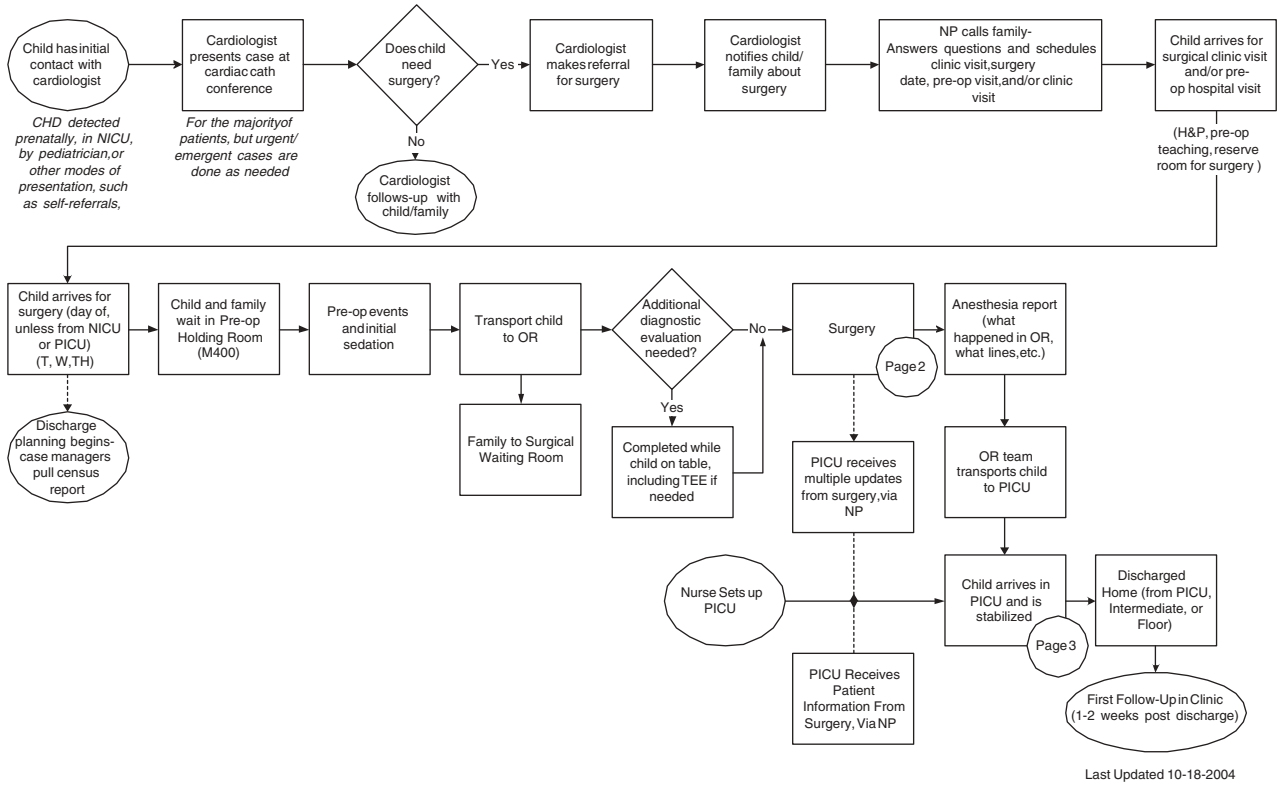 Child has initial
contact with
cardiologist
CHD detected
prenatally, in NICU,
by pediatrician,or
other modes of
presentation, such
as self-referrals,
Cardiologist
presents case at
cardiac cath
conference
For the majorityof
patients, but urgent/
emergent cases are
done as needed
Does child
need
surgery?
Yes
No
Cardiologist
follows-up with
child/family
Cardiologist
makes referral
for surgery
Cardiologist
notifies child/
family about
surgery
NP calls family-
Answers questions and schedules
clinic visit,surgery
date, pre-op visit,and/or clinic
visit
Child arrives for
surgical clinic visit
and/or pre-
op hospital visit
(H&P, pre-op
teaching, reserve
room for surgery )
Child arrives for
surgery (day of,
unless from NICU
or PICU)
(T, W,TH)
Discharge
planning begins-
case managers
pull census
report
Child and family
wait in Pre-op
Holding Room
(M400)
Pre-op events
and initial
sedation
Transport child
to OR
Family to Surgical
Waiting Room
Additional
diagnostic
evaluation
needed?
No
Yes
Completed while
child on table,
including TEE if
needed
Surgery
Page 2
PICU receives
multiple updates
from surgery,via
NP
Anesthesia report
(what
happened in OR,
what lines,etc.)
OR team
transports child
to PICU
Nurse Sets up
PICU
Child arrives in
PICU and is
stabilized
Page 3
Discharged
Home (from PICU,
Intermediate, or
Floor)
PICU Receives
Patient
Information From
Surgery, Via NP
First Follow-Up in Clinic
(1-2 weeks post discharge)
Last Updated 10-18-2004